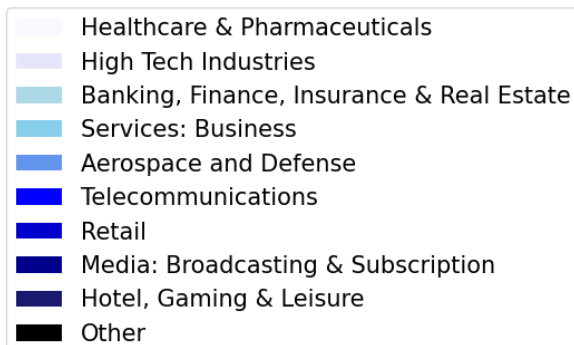 Healthcare & Pharmaceuticals
High Tech Industries
Banking, Finance, Insurance & Real Estate
Services: Business
Aerospace and Defense
Telecommunications
Retail
Media: Broadcasting & Subscription
Hotel, Gaming & Leisure
Other